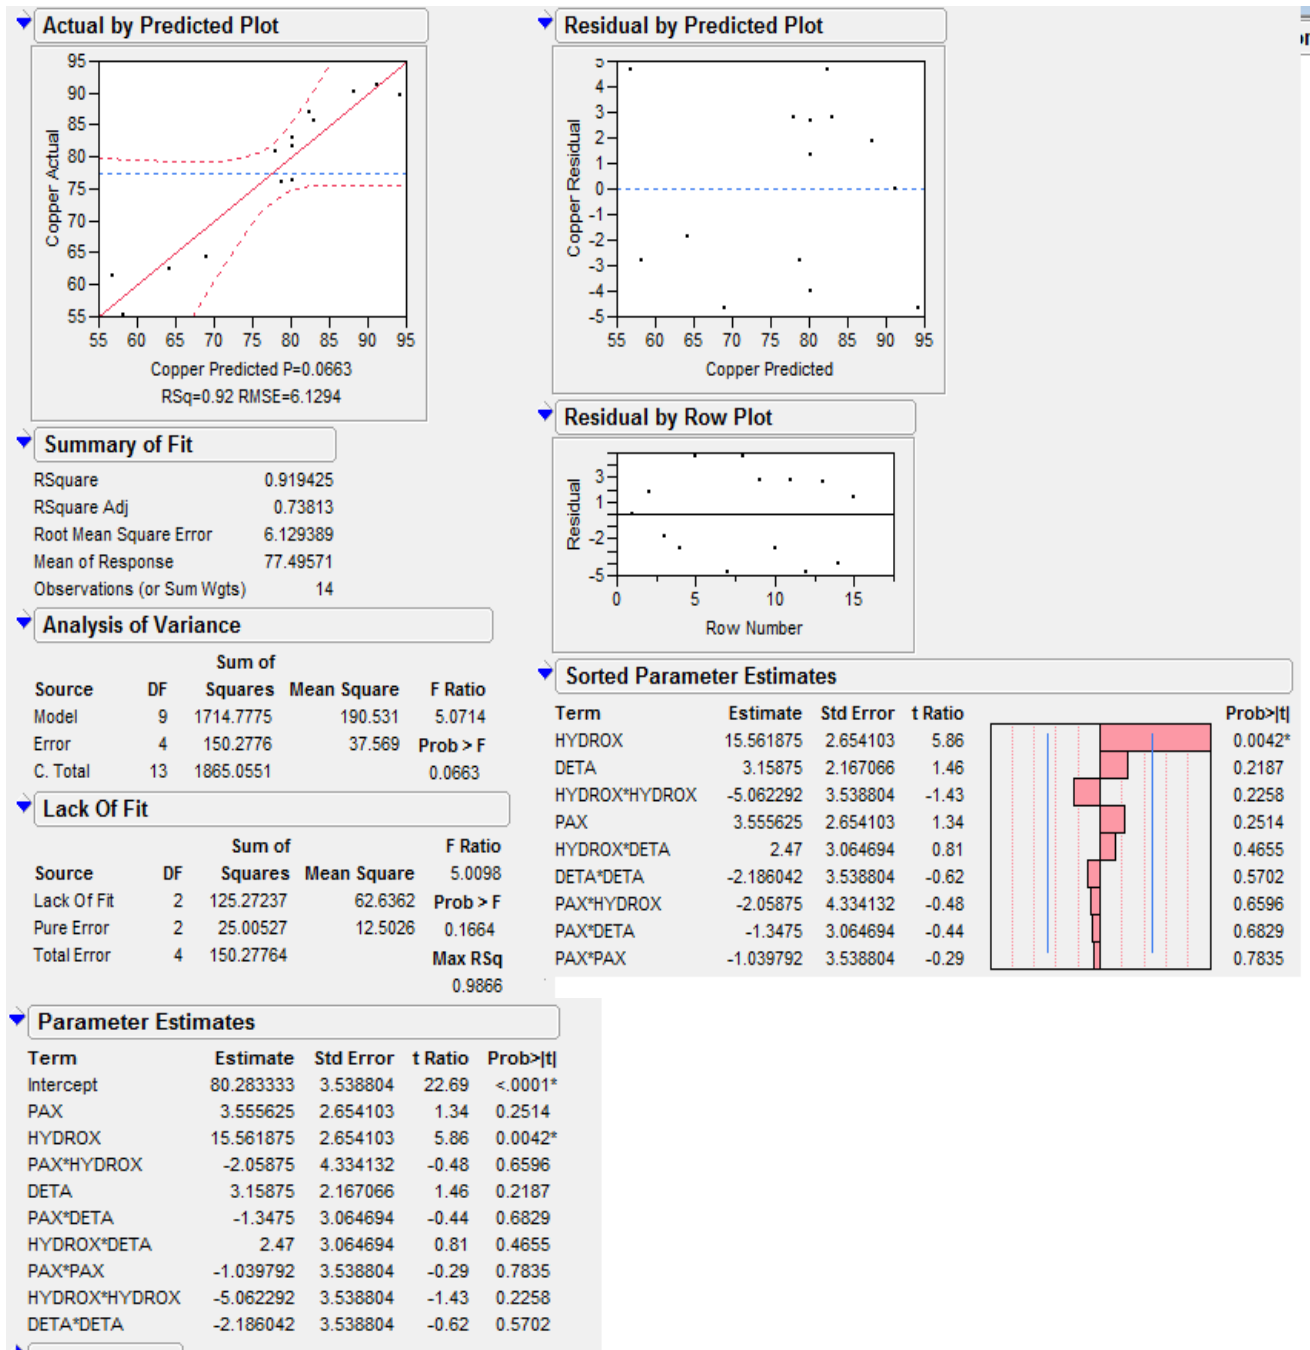 Actual by Predicted Plot
95
90
85
80
75
70
65
60
55
Copper Actual
55 60 65 70 75 80 85 90 95
Copper Predicted P=0.0663
RSq=0.92 RMSE=6.1294
Summary of Fit
RSquare 0.919425
RSquare Adj 0.73813
Root Mean Square Error 6.129389
Mean of Response 77.49571
Observations (or Sum Wgts) 14
Analysis of Variance
Sum of
Source DF Squares Mean Square F Ratio
Model 9 1714.7775 190.531 5.0714
Error 4 150.2776 37.569 Prob > F
C. Total 13 1865.0551 0.0663
Lack Of Fit
Sum of F Ratio
Source DF Squares Mean Square 5.0098
Lack Of Fit 2 125.27237 62.6362 Prob > F
Pure Error 2 25.00527 12.5026 0.1664
Total Error 4 150.27764 Max RSq
0.9866
Parameter Estimates
Term Estimate Std Error t Ratio Prob>|t|
Intercept 80.283333 3.538804 22.69 <.0001*
PAX 3.555625 2.654103 1.34 0.2514
HYDROX 15.561875 2.654103 5.86 0.0042*
PAX*HYDROX -2.05875 4.334132 -0.48 0.6596
DETA 3.15875 2.167066 1.46 0.2187
PAX*DETA -1.3475 3.064694 -0.44 0.6829
HYDROX*DETA 2.47 3.064694 0.81 0.4655
PAX*PAX -1.039792 3.538804 -0.29 0.7835
HYDROX*HYDROX -5.062292 3.538804 -1.43 0.2258
DETA*DETA -2.186042 3.538804 -0.62 0.5702
Residual by Predicted Plot
5
4
3
2
1
0
-1
-2
-3
-4
-5
Copper Residual
55 60 65 70 75 80 85 90 95
Copper Predicted
Residual by Row Plot
3
1
-2
-5
Residual
0 5 10 15
Row Number
Sorted Parameter Estimates
Term Estimate Std Error t Ratio Prob>|t|
HYDROX 15.561875 2.654103 5.86 0.0042*
DETA 3.15875 2.167066 1.46 0.2187
HYDROX*HYDROX -5.062292 3.538804 -1.43 0.2258
PAX 3.555625 2.654103 1.34 0.2514
HYDROX*DETA 2.47 3.064694 0.81 0.4655
DETA*DETA -2.186042 3.538804 -0.62 0.5702
PAX*HYDROX -2.05875 4.334132 -0.48 0.6596
PAX*DETA -1.3475 3.064694 -0.44 0.6829
PAX*PAX -1.039792 3.538804 -0.29 0.7835